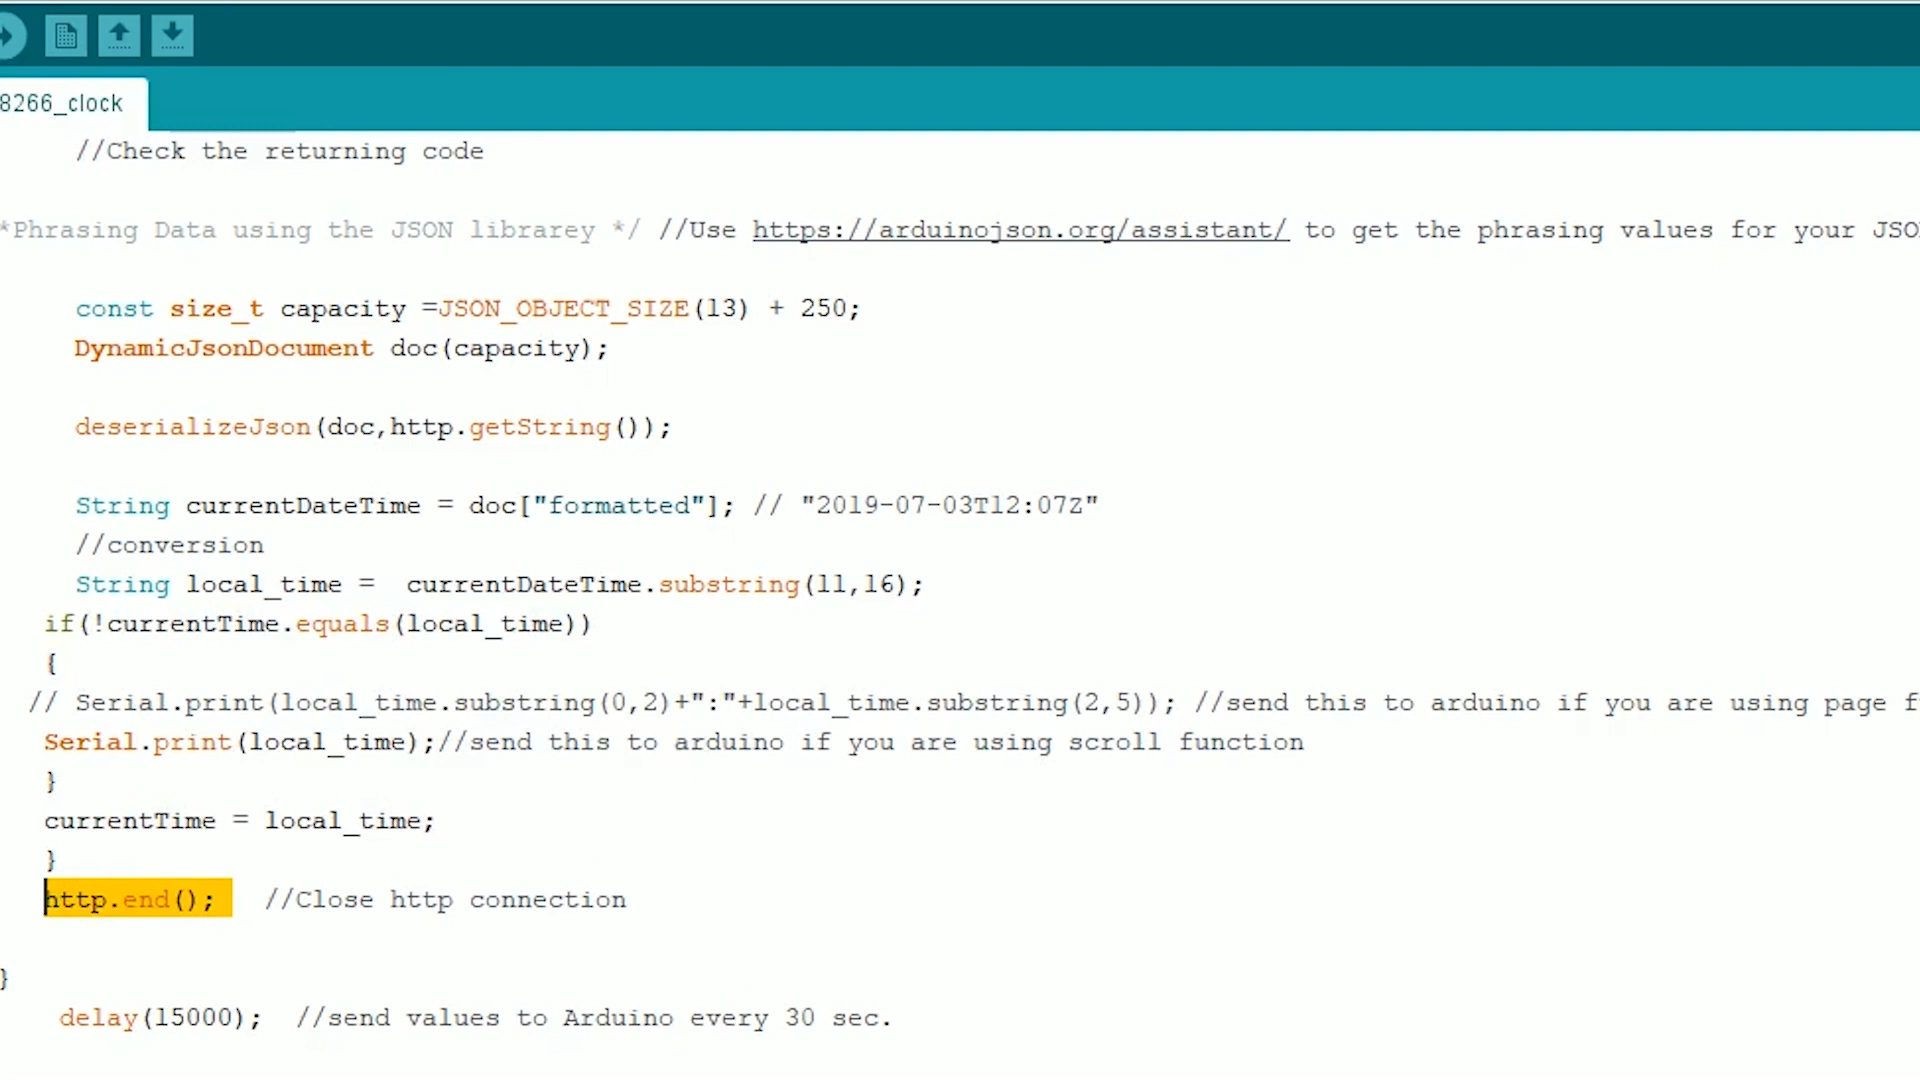 8266_clock
//Check the returning code
*Phrasing Data using the JSON librarey */ //Use https://arduinojson.org/assistant/ to get the phrasing values for your JSO
const size_t capacity =JSON_OBJECT_SIZE(13) + 250;
DynamicJsonDocument doc(capacity);
deserializeJson(doc,http.getString());
String currentDateTime = doc["formatted"]; // "2019-07-03T12:07Z"
//conversion
String local_time =  currentDateTime.substring(11,16);
if(!currentTime.equals(local_time))
{
// Serial.print(local_time.substring(0,2)+":"+local_time.substring(2,5)); //send this to arduino if you are using page f
Serial.print(local_time);//send this to arduino if you are using scroll function
}
currentTime = local_time;
}
http.end();  //Close http connection
}
delay(15000);  //send values to Arduino every 30 sec.